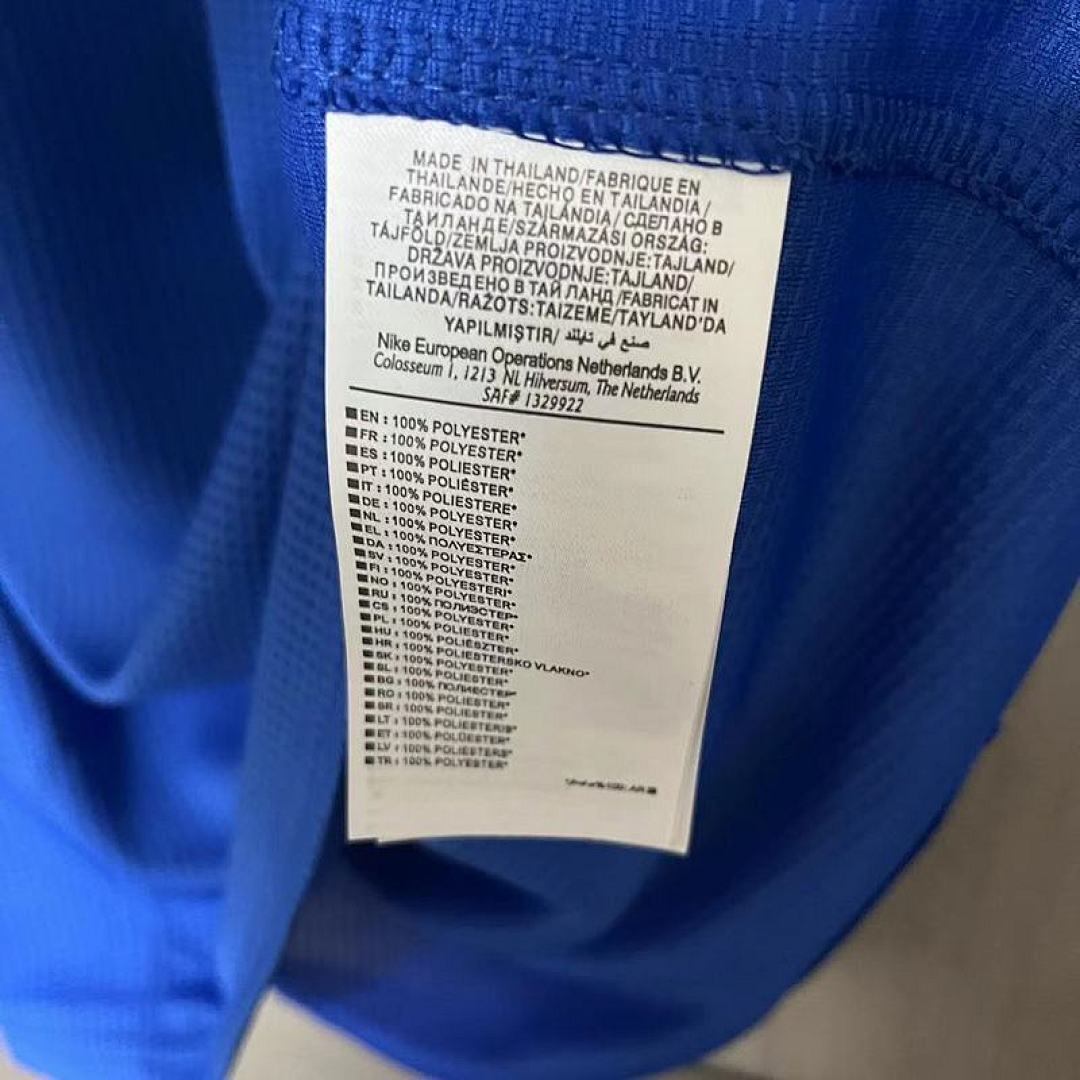 MADE IN THAILAND/FABRIQUE EN
THAILANDE/HECHO EN TAILANDIA/
FABRICADO NA TAILÂNDIA/СДЕЛАНО В
ТАИЛАНДЕ/SZÁRMAZÁSI ORSZÁG:
TÁJFÖLD/ZEMLJA PROIZVODNJE:TAJLAND/
DRŽAVA PROIZVODNJE:TAJLAND/
ПРОИЗВЕДЕНО В ТАЙЛАНД/FABRICAT IN
TAILANDA/RAŽOTS:TAIZEME/TAYLAND'DA
YAPILMIŞTIR/ صنع في تايلند
Nike European Operations Netherlands B.V.
Colosseum 1, 1213 NL Hilversum, The Netherlands
SAF# 1329922
EN : 100% POLYESTER*
FR : 100% POLYESTER*
ES : 100% POLIESTER*
PT : 100% POLIÉSTER*
IT : 100% POLIESTERE*
DE : 100% POLYESTER*
NL : 100% POLYESTER*
EL : 100% ΠΟΛΥΕΣΤΕΡΑΣ*
DA : 100% POLYESTER*
SV : 100% POLYESTER*
FI : 100% POLYESTERI*
NO : 100% POLYESTER*
RU : 100% ПОЛИЭСТЕР*
CS : 100% POLYESTER*
PL : 100% POLIESTER*
HU : 100% POLIÉSZTER*
HR : 100% POLIESTERSKO VLAKNO*
SK : 100% POLYESTER*
SL : 100% POLIESTER*
BG : 100% ПОЛИЕСТЕР*
RO : 100% POLIESTER*
SR : 100% POLIESTER*
LT : 100% POLIESTERIS*
ET : 100% POLÜESTER*
LV : 100% POLIESTERS*
TR : 100% POLYESTER*